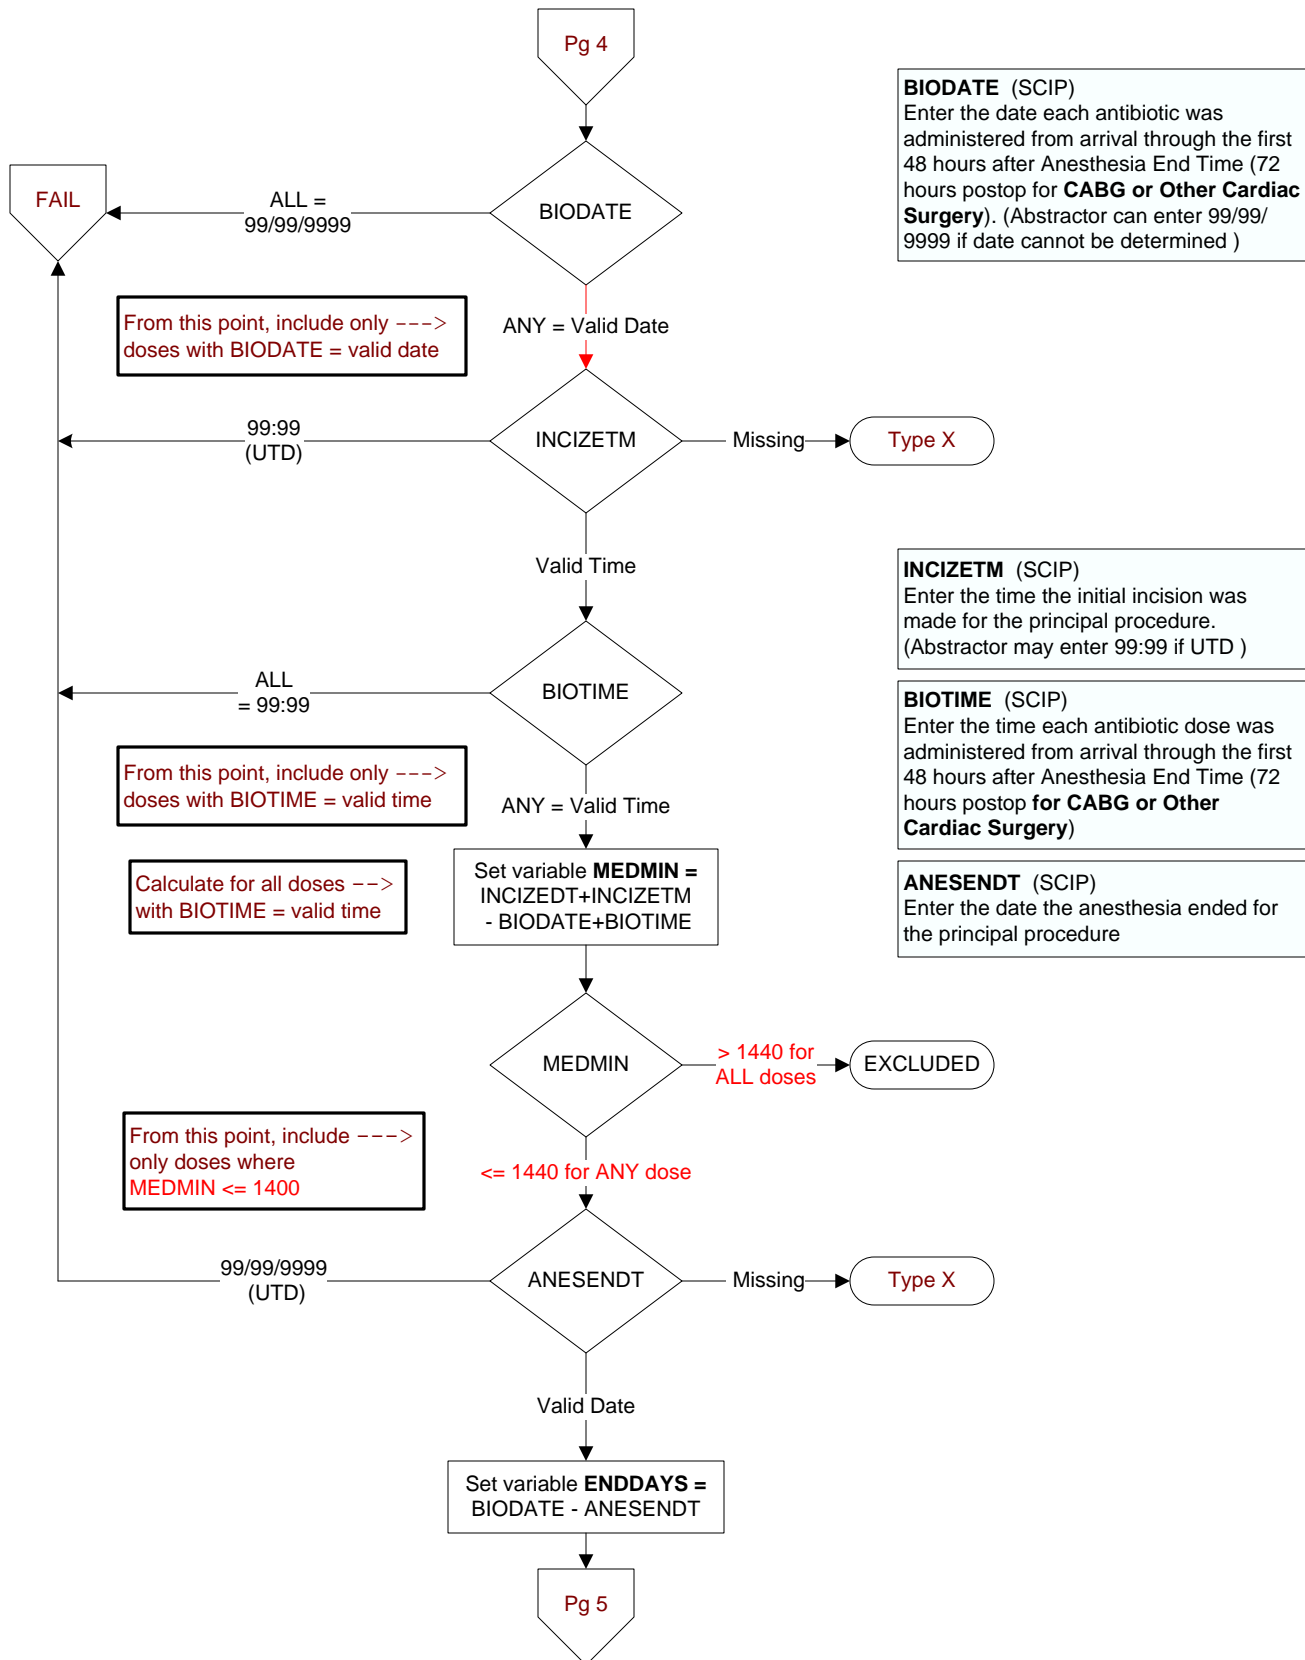 Pg 4
BIODATE (SCIP)
Enter the date each antibiotic was
administered from arrival through the first
48 hours after Anesthesia End Time (72
hours postop for CABG or Other Cardiac
Surgery). (Abstractor can enter 99/99/
9999 if date cannot be determined )
FAIL
ALL =
99/99/9999
BIODATE
From this point, include only --->
doses with BIODATE = valid date
ANY = Valid Date
99:99
(UTD)
INCIZETM
Missing
Type X
Valid Time
INCIZETM (SCIP)
Enter the time the initial incision was
made for the principal procedure.
(Abstractor may enter 99:99 if UTD )
ALL
= 99:99
BIOTIME
BIOTIME (SCIP)
Enter the time each antibiotic dose was
administered from arrival through the first
48 hours after Anesthesia End Time (72
hours postop for CABG or Other
Cardiac Surgery)
From this point, include only --->
doses with BIOTIME = valid time
ANY = Valid Time
Calculate for all doses -->
with BIOTIME = valid time
Set variable MEDMIN =
INCIZEDT+INCIZETM
- BIODATE+BIOTIME
ANESENDT (SCIP)
Enter the date the anesthesia ended for
the principal procedure
MEDMIN
> 1440 for
ALL doses
EXCLUDED
From this point, include --->
only doses where
MEDMIN <= 1400
<= 1440 for ANY dose
99/99/9999
(UTD)
ANESENDT
Missing
Type X
Valid Date
Set variable ENDDAYS =
BIODATE - ANESENDT
Pg 5